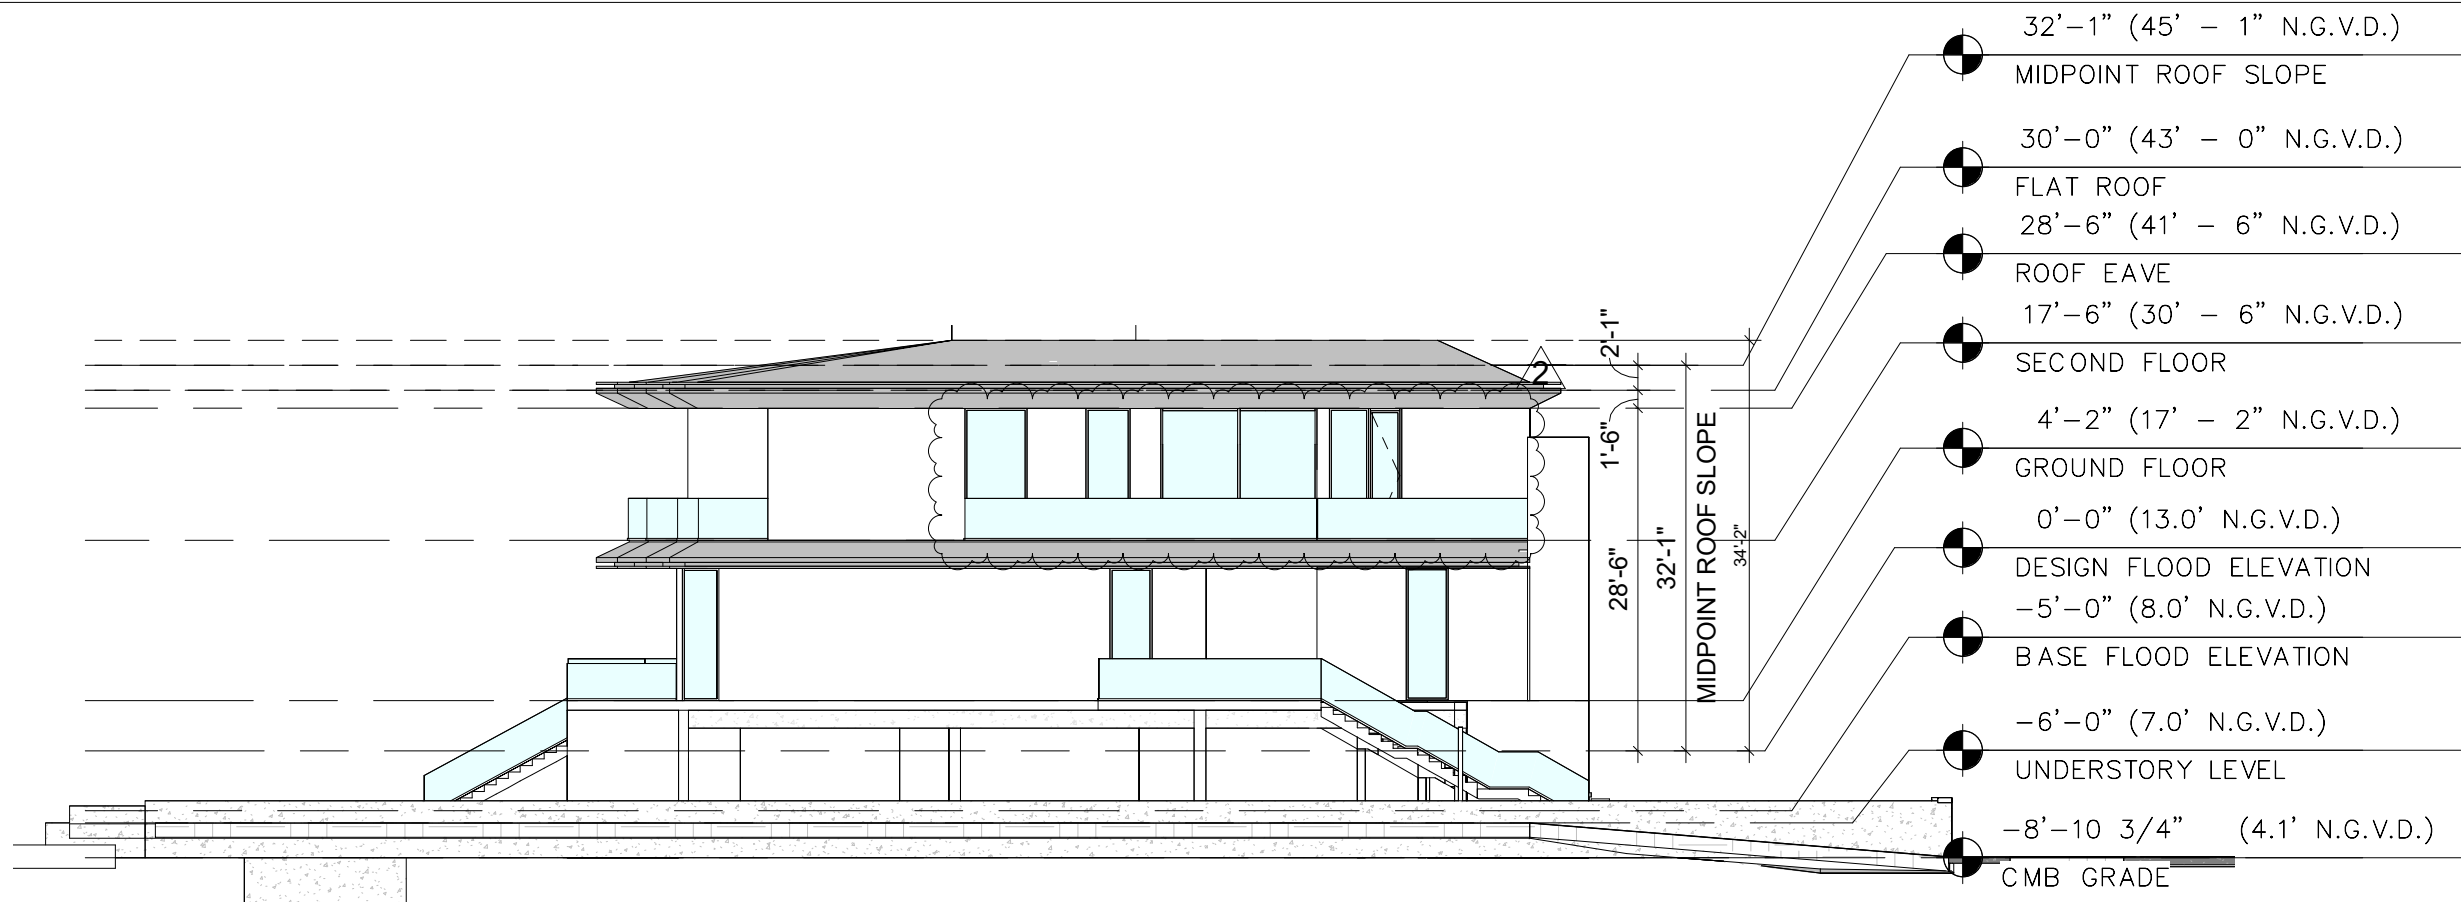 32'-1" (45' - 1" N.G.V.D.)
MIDPOINT ROOF SLOPE
30'-0" (43' - 0" N.G.V.D.)
FLAT ROOF
28'-6" (41' - 6" N.G.V.D.)
ROOF EAVE
17'-6" (30' - 6" N.G.V.D.)
SECOND FLOOR
4'-2" (17' - 2" N.G.V.D.)
GROUND FLOOR
0'-0" (13.0' N.G.V.D.)
DESIGN FLOOD ELEVATION
-5'-0" (8.0' N.G.V.D.)
BASE FLOOD ELEVATION
-6'-0" (7.0' N.G.V.D.)
UNDERSTORY LEVEL
-8'-10 3/4" (4.1' N.G.V.D.)
CMB GRADE
2
2'-1"
1'-6"
28'-6"
32'-1"
MIDPOINT ROOF SLOPE
34'-2"